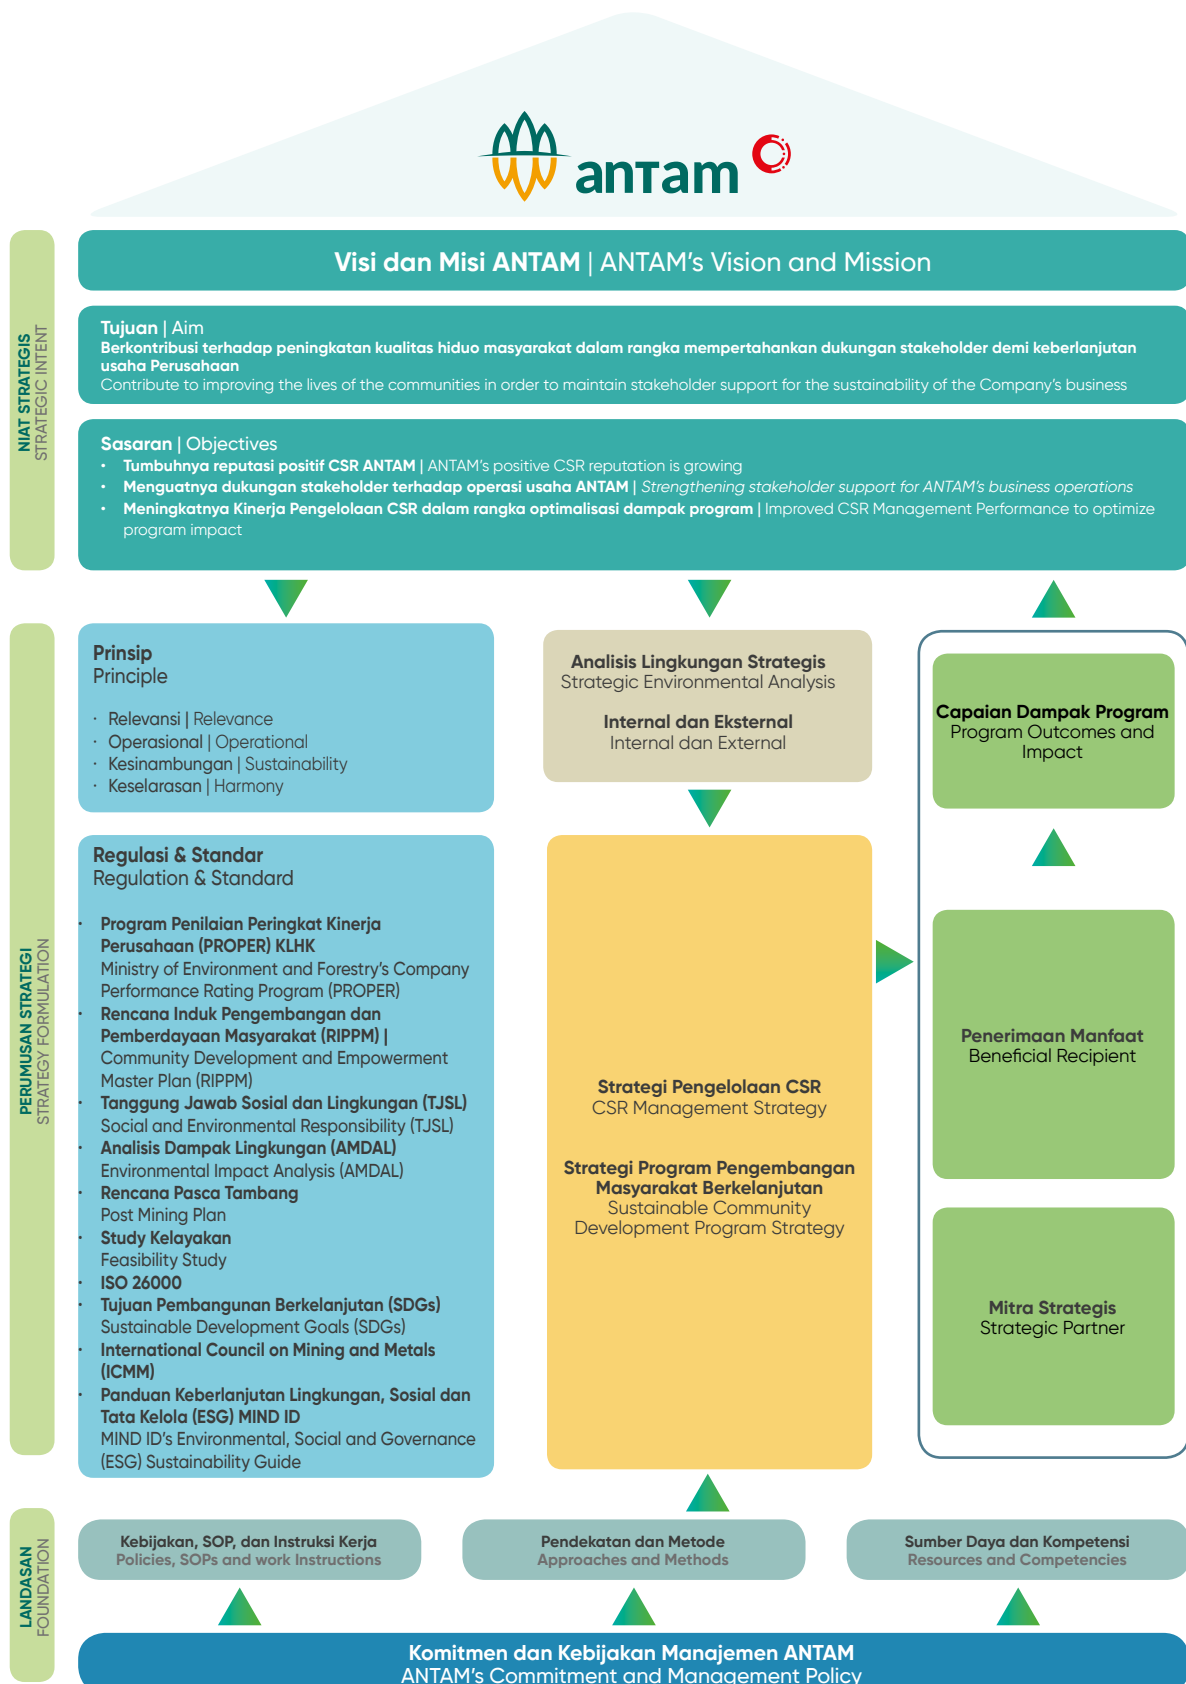 antam
Visi dan Misi ANTAM | ANTAM's Vision and Mission
NIAT STRATEGIS
STRATEGIC INTENT
Tujuan | Aim
Berkontribusi terhadap peningkatan kualitas hiduo masyarakat dalam rangka mempertahankan dukungan stakeholder demi keberlanjutan
usaha Perusahaan
Contribute to improving the lives of the communities in order to maintain stakeholder support for the sustainability of the Company's business
Sasaran | Objectives
• Tumbuhnya reputasi positif CSR ANTAM | ANTAM's positive CSR reputation is growing
• Menguatnya dukungan stakeholder terhadap operasi usaha ANTAM | Strengthening stakeholder support for ANTAM's business operations
• Meningkatnya Kinerja Pengelolaan CSR dalam rangka optimalisasi dampak program | Improved CSR Management Performance to optimize
program impact
PERUMUSAN STRATEGI
STRATEGY FORMULATION
Prinsip
Principle
· Relevansi | Relevance
· Operasional | Operational
· Kesinambungan | Sustainability
· Keselarasan | Harmony
Regulasi & Standar
Regulation & Standard
· Program Penilaian Peringkat Kinerja
Perusahaan (PROPER) KLHK
Ministry of Environment and Forestry's Company
Performance Rating Program (PROPER)
· Rencana Induk Pengembangan dan
Pemberdayaan Masyarakat (RIPPM) |
Community Development and Empowerment
Master Plan (RIPPM)
· Tanggung Jawab Sosial dan Lingkungan (TJSL)
Social and Environmental Responsibility (TJSL)
· Analisis Dampak Lingkungan (AMDAL)
Environmental Impact Analysis (AMDAL)
· Rencana Pasca Tambang
Post Mining Plan
· Study Kelayakan
Feasibility Study
· ISO 26000
· Tujuan Pembangunan Berkelanjutan (SDGs)
Sustainable Development Goals (SDGs)
· International Council on Mining and Metals
(ICMM)
· Panduan Keberlanjutan Lingkungan, Sosial dan
Tata Kelola (ESG) MIND ID
MIND ID's Environmental, Social and Governance
(ESG) Sustainability Guide
Analisis Lingkungan Strategis
Strategic Environmental Analysis
Internal dan Eksternal
Internal dan External
Strategi Pengelolaan CSR
CSR Management Strategy
Strategi Program Pengembangan
Masyarakat Berkelanjutan
Sustainable Community
Development Program Strategy
Capaian Dampak Program
Program Outcomes and
Impact
Penerimaan Manfaat
Beneficial Recipient
Mitra Strategis
Strategic Partner
LANDASAN
FOUNDATION
Kebijakan, SOP, dan Instruksi Kerja
Policies, SOPs and work Instructions
Pendekatan dan Metode
Approaches and Methods
Sumber Daya dan Kompetensi
Resources and Competencies
Komitmen dan Kebijakan Manajemen ANTAM
ANTAM's Commitment and Management Policy